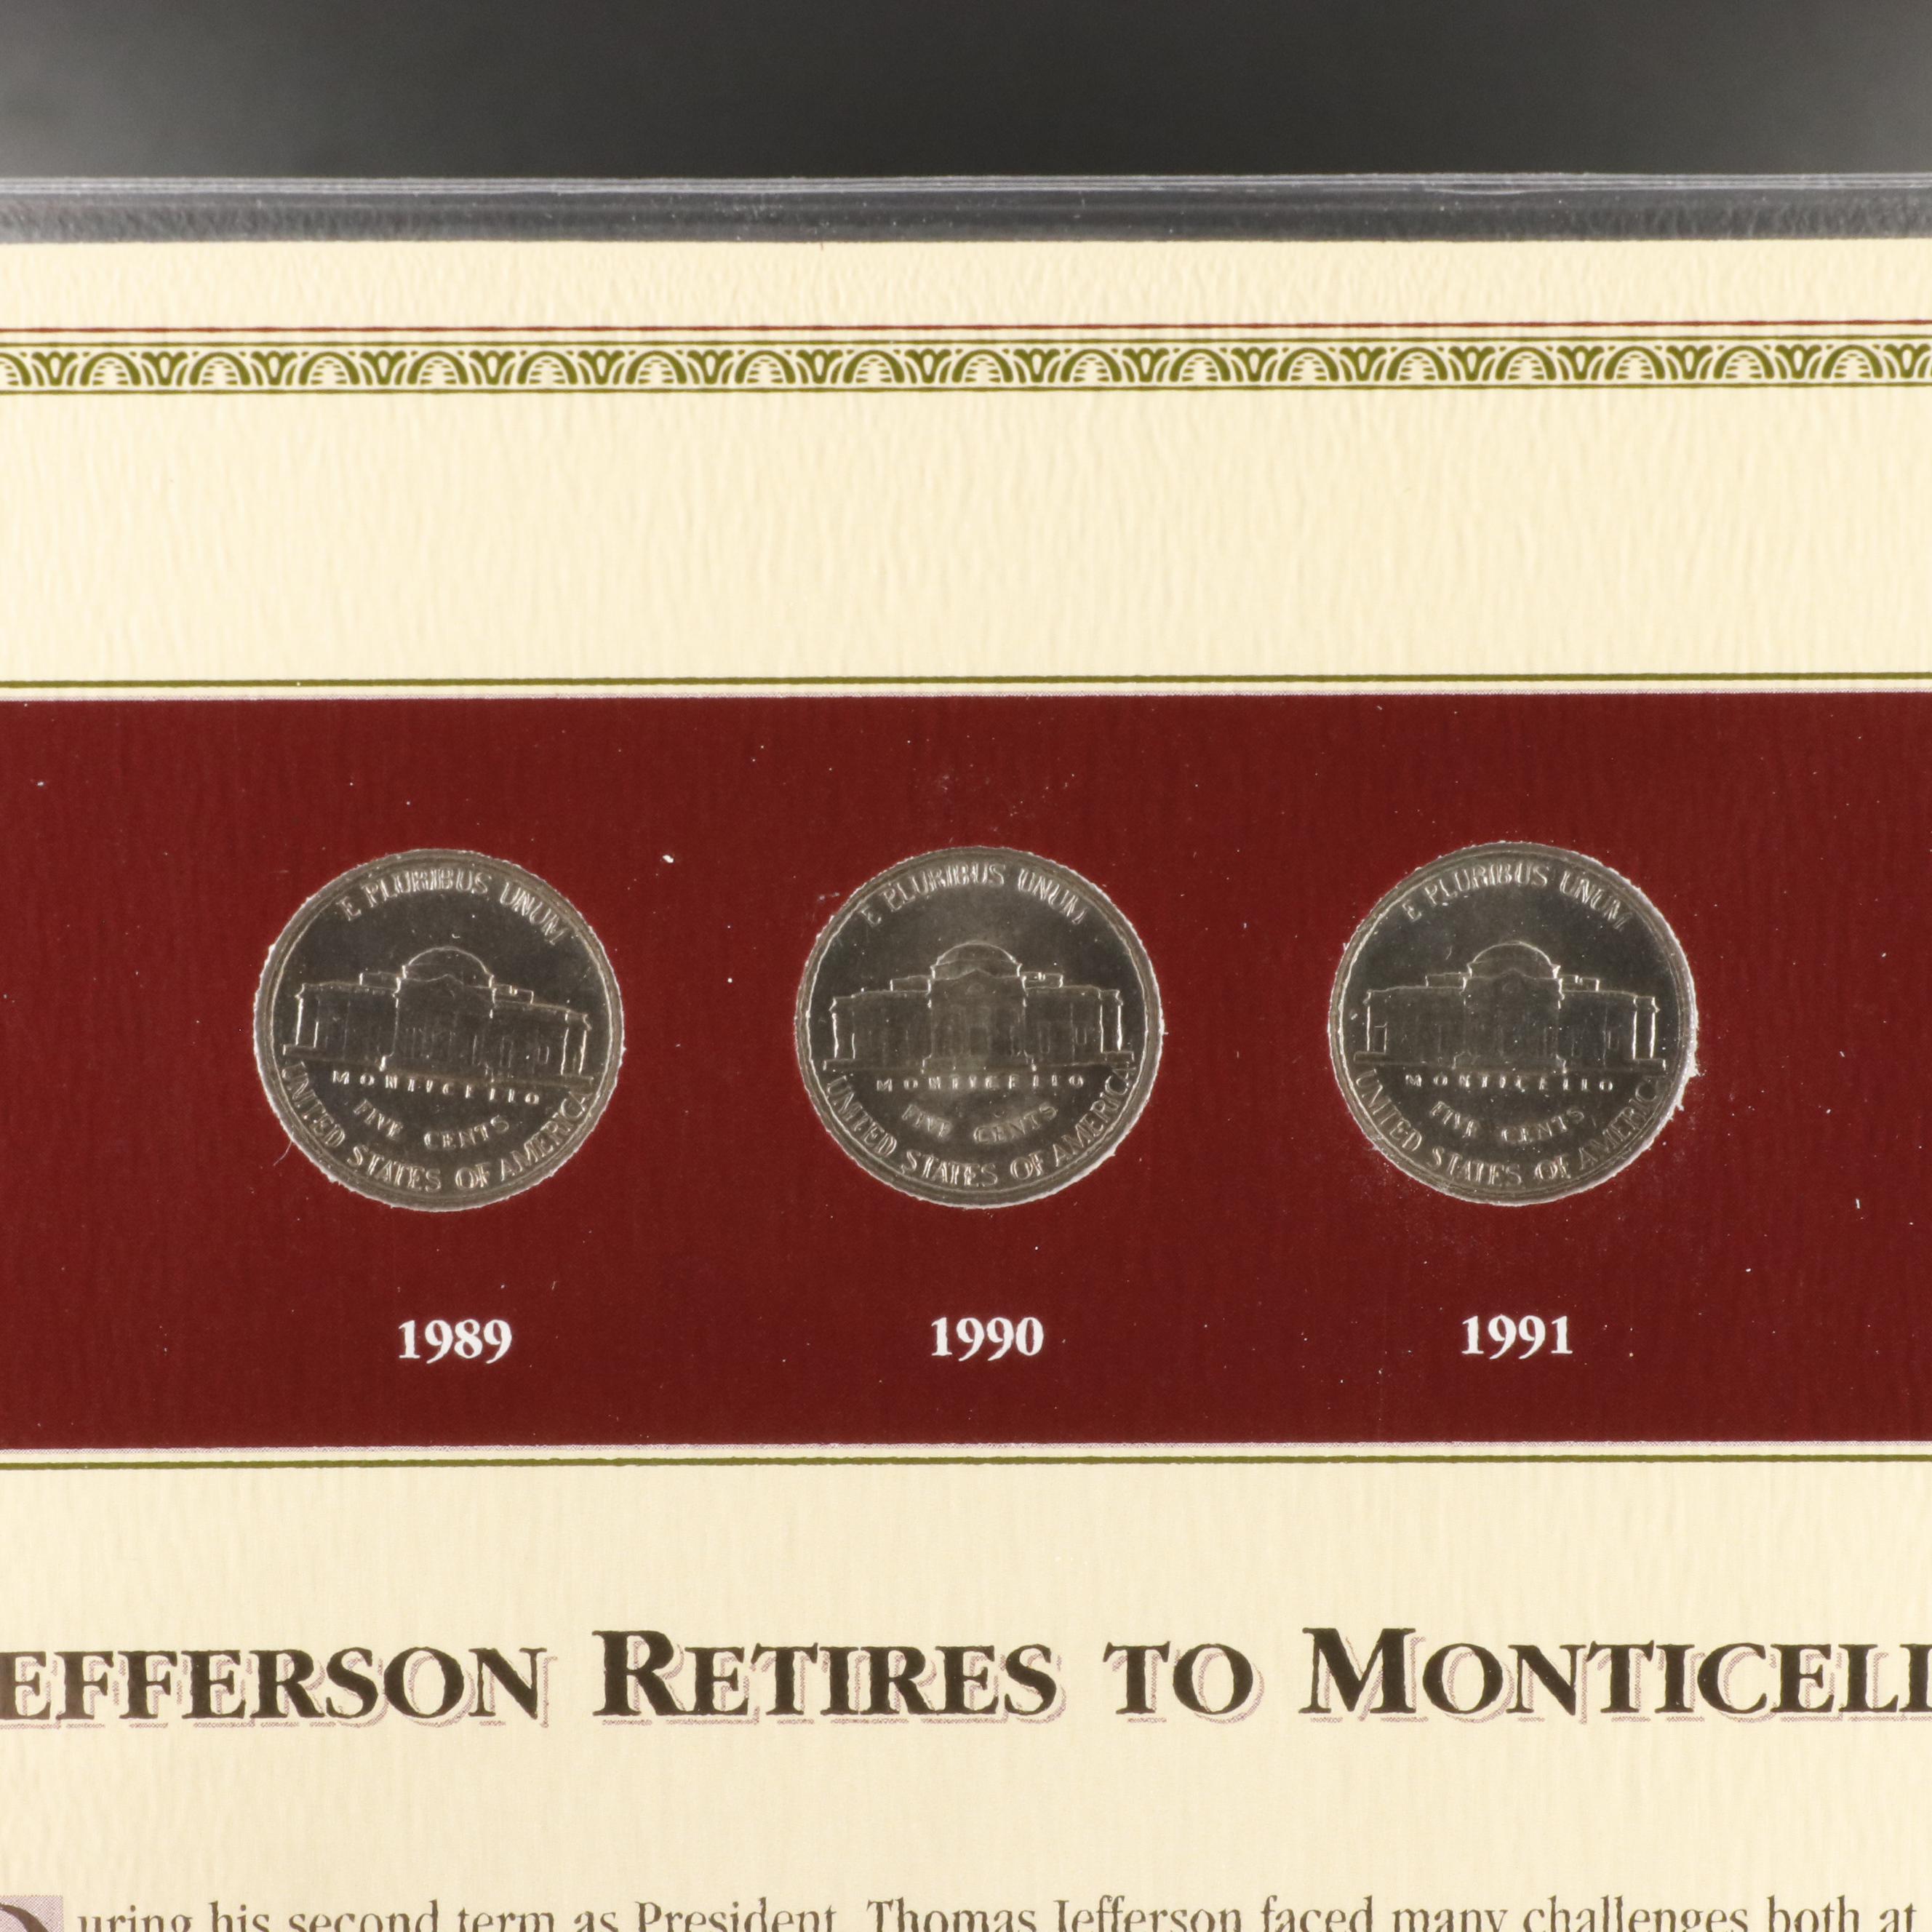 E PLURIBUS UNUM
MONTICELLO
FIVE CENTS
UNITED STATES OF AMERICA
E PLURIBUS UNUM
MONTICELLO
FIVE CENTS
UNITED STATES OF AMERICA
E PLURIBUS UNUM
MONTICELLO
FIVE CENTS
UNITED STATES OF AMERICA
1989 1990 1991
EFFERSON RETIRES TO MONTICELL
uring his second term as President, Thomas Jefferson faced many challenges both at